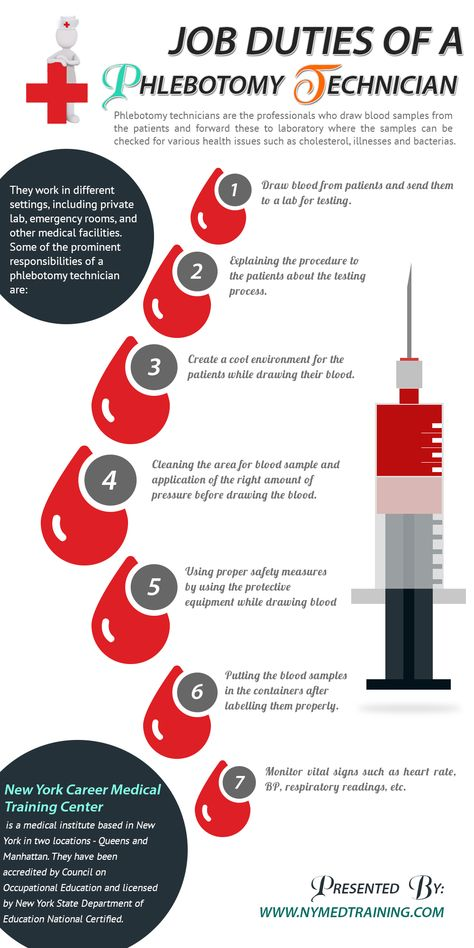 JOB DUTIES OF A
PHLEBOTOMY TECHNICIAN
Phlebotomy technicians are the professionals who draw blood samples from
the patients and forward these to laboratory where the samples can be
checked for various health issues such as cholesterol, illnesses and bacterias.
They work in different
settings, including private
lab, emergency rooms, and
other medical facilities.
Some of the prominent
responsibilities of a
phlebotomy technician
are:
1
Draw blood from patients and send them
to a lab for testing.
2
Explaining the procedure to
the patients about the testing
process.
3
Create a cool environment for the
patients while drawing their blood.
4
Cleaning the area for blood sample and
application of the right amount of
pressure before drawing the blood.
5
Using proper safety measures
by using the protective
equipment while drawing blood
6
Putting the blood samples
in the containers after
labelling them properly.
7
Monitor vital signs such as heart rate,
BP, respiratory readings, etc.
New York Career Medical
Training Center
is a medical institute based in New
York in two locations - Queens and
Manhattan. They have been
accredited by Council on
Occupational Education and licensed
by New York State Department of
Education National Certified.
PRESENTED BY:
WWW.NYMEDTRAINING.COM